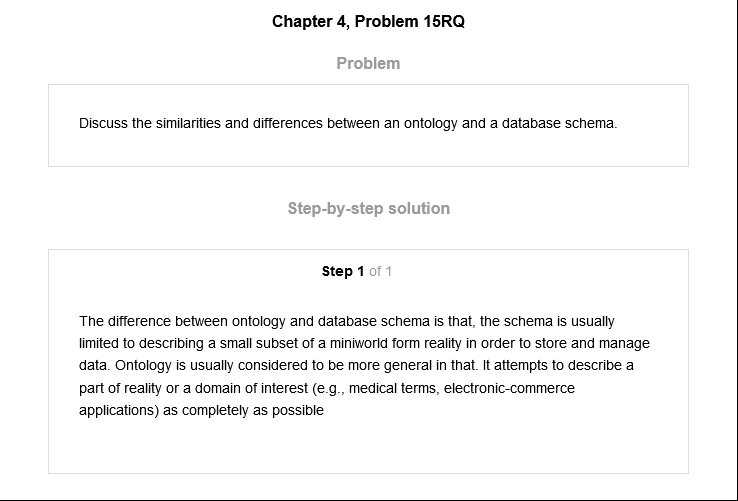 Chapter 4, Problem 15RQ
Problem
Discuss the similarities and differences between an ontology and a database schema.
Step-by-step solution
Step 1 of 1
The difference between ontology and database schema is that, the schema is usually
limited to describing a small subset of a miniworld form reality in order to store and manage
data. Ontology is usually considered to be more general in that. It attempts to describe a
part of reality or a domain of interest (e.g., medical terms, electronic-commerce
applications) as completely as possible